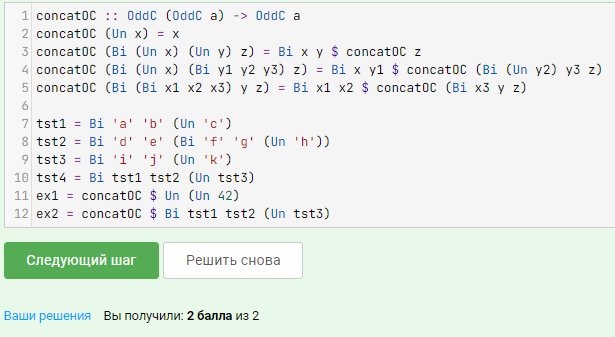 1 concatOC :: OddC (OddC a) -> OddC a
2 concatOC (Un x) = x
3 concatOC (Bi (Un x) (Un y) z) = Bi x y $ concatOC z
4 concatOC (Bi (Un x) (Bi y1 y2 y3) z) = Bi x y1 $ concatOC (Bi (Un y2) y3 z)
5 concatOC (Bi (Bi x1 x2 x3) y z) = Bi x1 x2 $ concatOC (Bi x3 y z)
6
7 tst1 = Bi 'a' 'b' (Un 'c')
8 tst2 = Bi 'd' 'e' (Bi 'f' 'g' (Un 'h'))
9 tst3 = Bi 'i' 'j' (Un 'k')
10 tst4 = Bi tst1 tst2 (Un tst3)
11 ex1 = concatOC $ Un (Un 42)
12 ex2 = concatOC $ Bi tst1 tst2 (Un tst3)
Следующий шаг Решить снова
Ваши решения Вы получили: 2 балла из 2